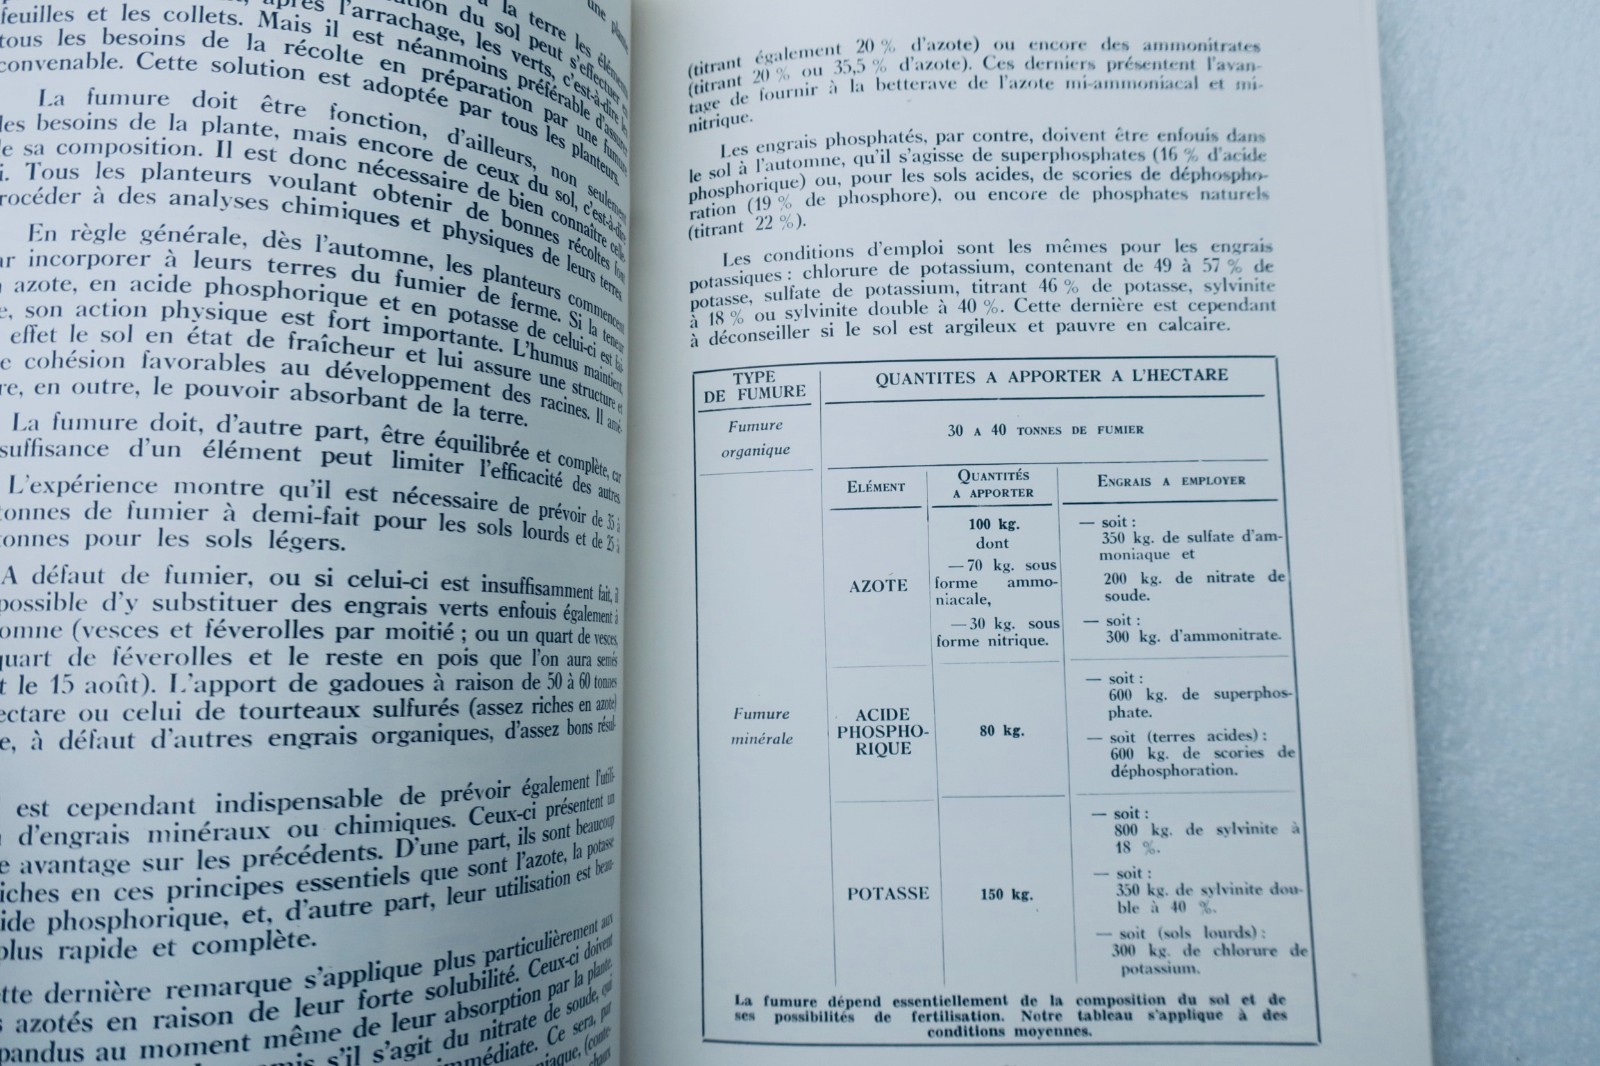 une plante
à la terre les éléments
du sol peut s'effectuer en
feuilles et les collets. Mais il est néanmoins préférable d'assurer
après l'arrachage, les verts, c'est-à-dire les
tous les besoins de la récolte en préparation par une fumure
convenable. Cette solution est adoptée par tous les planteurs.
La fumure doit être fonction, d'ailleurs, non seulement
les besoins de la plante, mais encore de ceux du sol, c'est-à-dire
de sa composition. Il est donc nécessaire de bien connaître celle-
i. Tous les planteurs voulant obtenir de bonnes récoltes font
rocéder à des analyses chimiques et physiques de leurs terres
En règle générale, dès l'automne, les planteurs commencent
ar incorporer à leurs terres du fumier de ferme. Si la teneur
azote, en acide phosphorique et en potasse de celui-ci est fai-
e, son action physique est fort importante. L'humus maintient
effet le sol en état de fraîcheur et lui assure une structure et
e cohésion favorables au développement des racines. Il amé-
re, en outre, le pouvoir absorbant de la terre.
La fumure doit, d'autre part, être équilibrée et complète, car
suffisance d'un élément peut limiter l'efficacité des autres
L'expérience montre qu'il est nécessaire de prévoir de 35 à
tonnes de fumier à demi-fait pour les sols lourds et de 25 à
tonnes pour les sols légers.
A défaut de fumier, ou si celui-ci est insuffisamment fait, il
possible d'y substituer des engrais verts enfouis également à
omne (vesces et féverolles par moitié ; ou un quart de vesces,
quart de féverolles et le reste en pois que l'on aura semés
t le 15 août). L'apport de gadoues à raison de 50 à 60 tonnes
ectare ou celui de tourteaux sulfurés (assez riches en azote)
e, à défaut d'autres engrais organiques, d'assez bons résul-
est cependant indispensable de prévoir également l'utili-
d'engrais minéraux ou chimiques. Ceux-ci présentent un
e avantage sur les précédents. D'une part, ils sont beaucoup
iches en ces principes essentiels que sont l'azote, la potasse
ide phosphorique, et, d'autre part, leur utilisation est beau-
plus rapide et complète.
tte dernière remarque s'applique plus particulièrement aux
s azotés en raison de leur forte solubilité. Ceux-ci doivent
pandus au moment même de leur absorption par la plante.
s'il s'agit du nitrate de soude, qui
médiate. Ce sera, par
niaque, (conte-
chaux
(titrant également 20 % d'azote) ou encore des ammonitrates
(titrant 20 % ou 35,5 % d'azote). Ces derniers présentent l'avan-
tage de fournir à la betterave de l'azote mi-ammoniacal et mi-
nitrique.
Les engrais phosphatés, par contre, doivent être enfouis dans
le sol à l'automne, qu'il s'agisse de superphosphates (16 % d'acide
phosphorique) ou, pour les sols acides, de scories de déphospho-
ration (19 % de phosphore), ou encore de phosphates naturels
(titrant 22 %).
Les conditions d'emploi sont les mêmes pour les engrais
potassiques : chlorure de potassium, contenant de 49 à 57 % de
potasse, sulfate de potassium, titrant 46 % de potasse, sylvinite
à 18 % ou sylvinite double à 40 %. Cette dernière est cependant
à déconseiller si le sol est argileux et pauvre en calcaire.
TYPE
DE FUMURE
QUANTITES A APPORTER A L'HECTARE
Fumure
organique
30 A 40 TONNES DE FUMIER
ELÉMENT
QUANTITÉS
A APPORTER
ENGRAIS A EMPLOYER
Fumure
minérale
AZOTE
100 kg.
dont
— 70 kg. sous
forme ammo-
niacale,
— 30 kg. sous
forme nitrique.
— soit :
350 kg. de sulfate d'am-
moniaque et
200 kg. de nitrate de
soude.
— soit :
300 kg. d'ammonitrate.
ACIDE
PHOSPHO-
RIQUE
80 kg.
— soit :
600 kg. de superphos-
phate.
— soit (terres acides) :
600 kg. de scories de
déphosphoration.
POTASSE
150 kg.
— soit :
800 kg. de sylvinite à
18 %.
— soit :
350 kg. de sylvinite dou-
ble à 40 %.
— soit (sols lourds) :
300 kg. de chlorure de
potassium.
La fumure dépend essentiellement de la composition du sol et de
ses possibilités de fertilisation. Notre tableau s'applique à des
conditions moyennes.